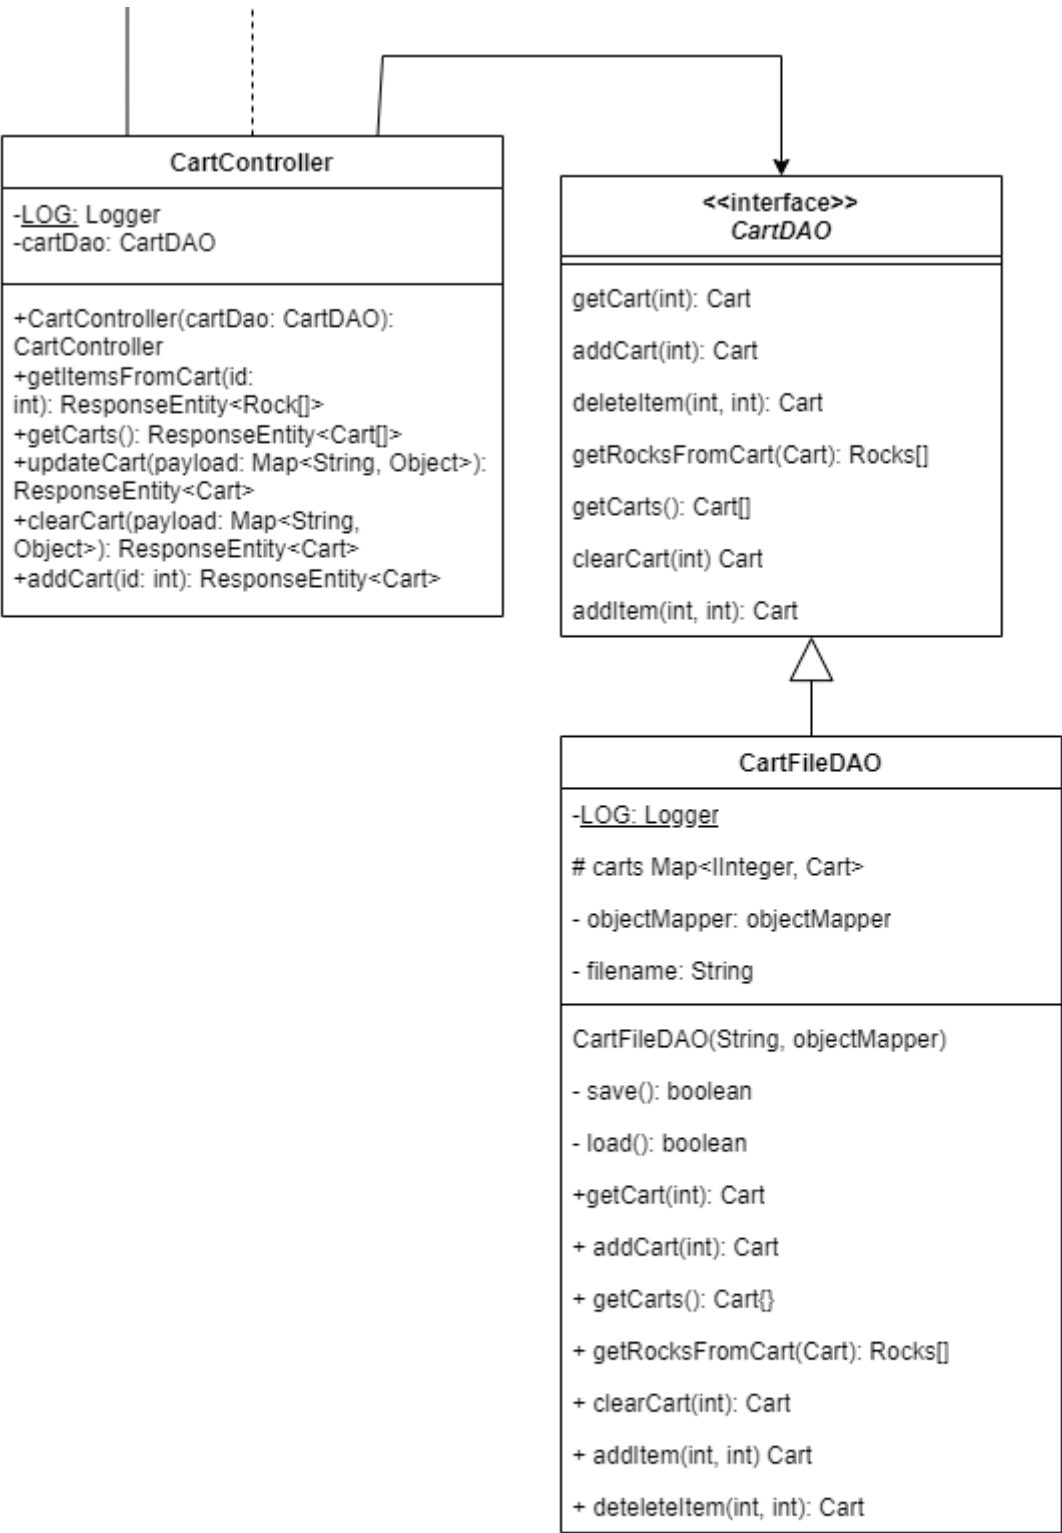 CartController
-LOG: Logger
-cartDao: CartDAO
+CartController(cartDao: CartDAO):
CartController
+getItemsFromCart(id:
int): ResponseEntity<Rock[]>
+getCarts(): ResponseEntity<Cart[]>
+updateCart(payload: Map<String, Object>):
ResponseEntity<Cart>
+clearCart(payload: Map<String,
Object>): ResponseEntity<Cart>
+addCart(id: int): ResponseEntity<Cart>
<<interface>>
CartDAO
getCart(int): Cart
addCart(int): Cart
deleteItem(int, int): Cart
getRocksFromCart(Cart): Rocks[]
getCarts(): Cart[]
clearCart(int) Cart
addItem(int, int): Cart
CartFileDAO
-LOG: Logger
# carts Map<IInteger, Cart>
- objectMapper: objectMapper
- filename: String
CartFileDAO(String, objectMapper)
- save(): boolean
- load(): boolean
+getCart(int): Cart
+ addCart(int): Cart
+ getCarts(): Cart{}
+ getRocksFromCart(Cart): Rocks[]
+ clearCart(int): Cart
+ addItem(int, int) Cart
+ deteleteItem(int, int): Cart